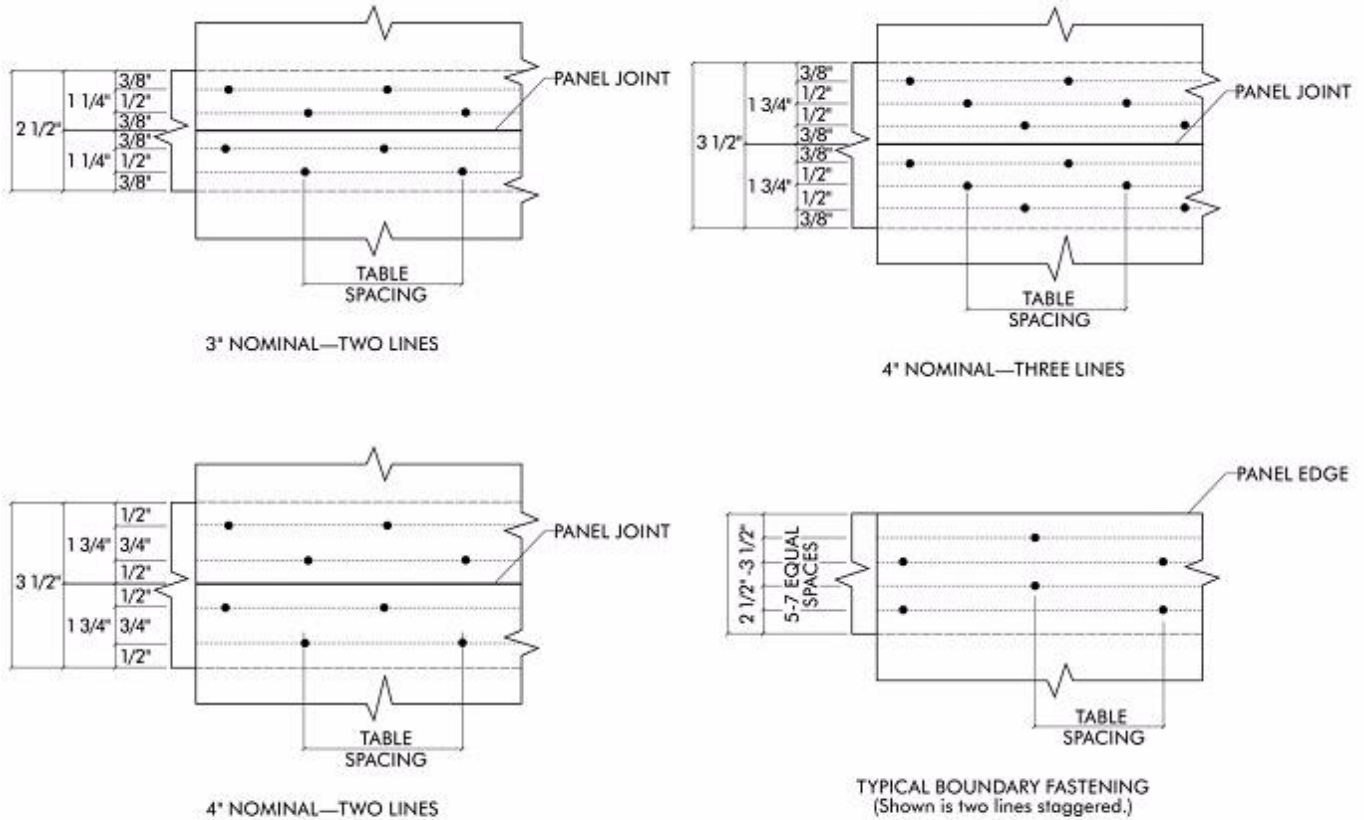 3/8"
1 1/4"
1/2"
3/8"
2 1/2"
3/8"
1 1/4"
1/2"
3/8"
PANEL JOINT
TABLE
SPACING
3" NOMINAL—TWO LINES
3/8"
1/2"
1 3/4"
1/2"
3/8"
3 1/2"
3/8"
1/2"
1 3/4"
1/2"
3/8"
PANEL JOINT
TABLE
SPACING
4" NOMINAL—THREE LINES
1/2"
1 3/4"
3/4"
1/2"
3 1/2"
1/2"
1 3/4"
3/4"
1/2"
PANEL JOINT
TABLE
SPACING
4" NOMINAL—TWO LINES
PANEL EDGE
2 1/2" -3 1/2"
5-7 EQUAL
SPACES
TABLE
SPACING
TYPICAL BOUNDARY FASTENING
(Shown is two lines staggered.)